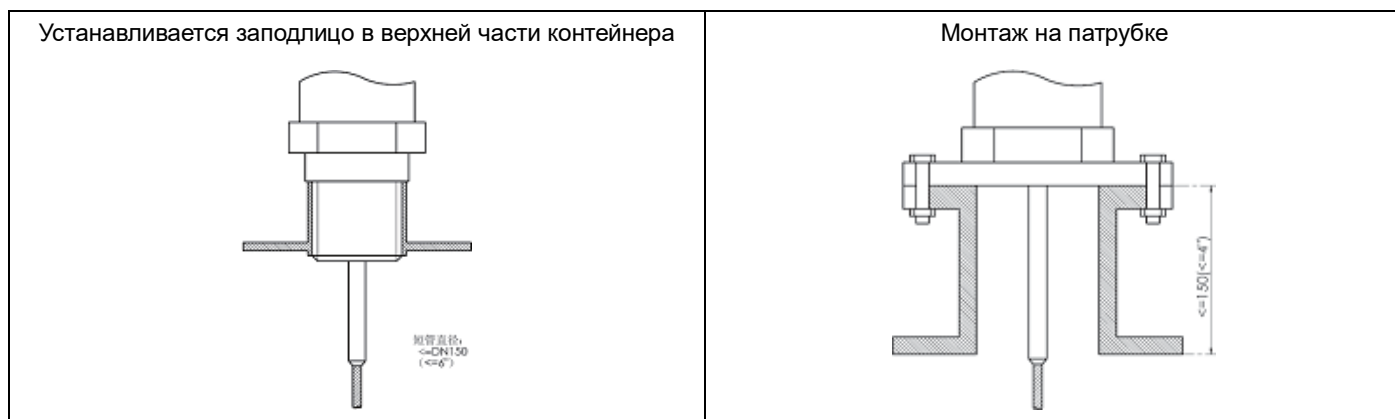 Устанавливается заподлицо в верхней части контейнера
Монтаж на патрубке
短管直径:
<=DN150
(<=6")
<=150(<=4")